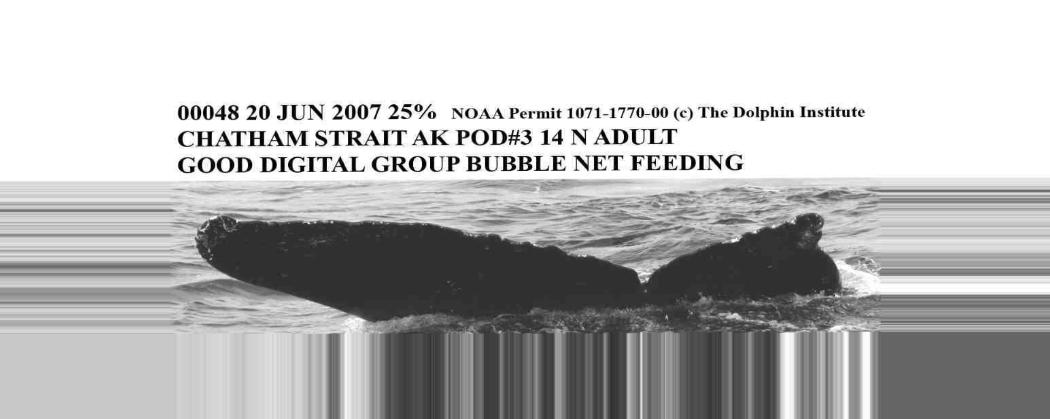 00048 20 JUN 2007 25% NOAA Permit 1071-1770-00 (c) The Dolphin Institute
CHATHAM STRAIT AK POD#3 14 N ADULT
GOOD DIGITAL GROUP BUBBLE NET FEEDING